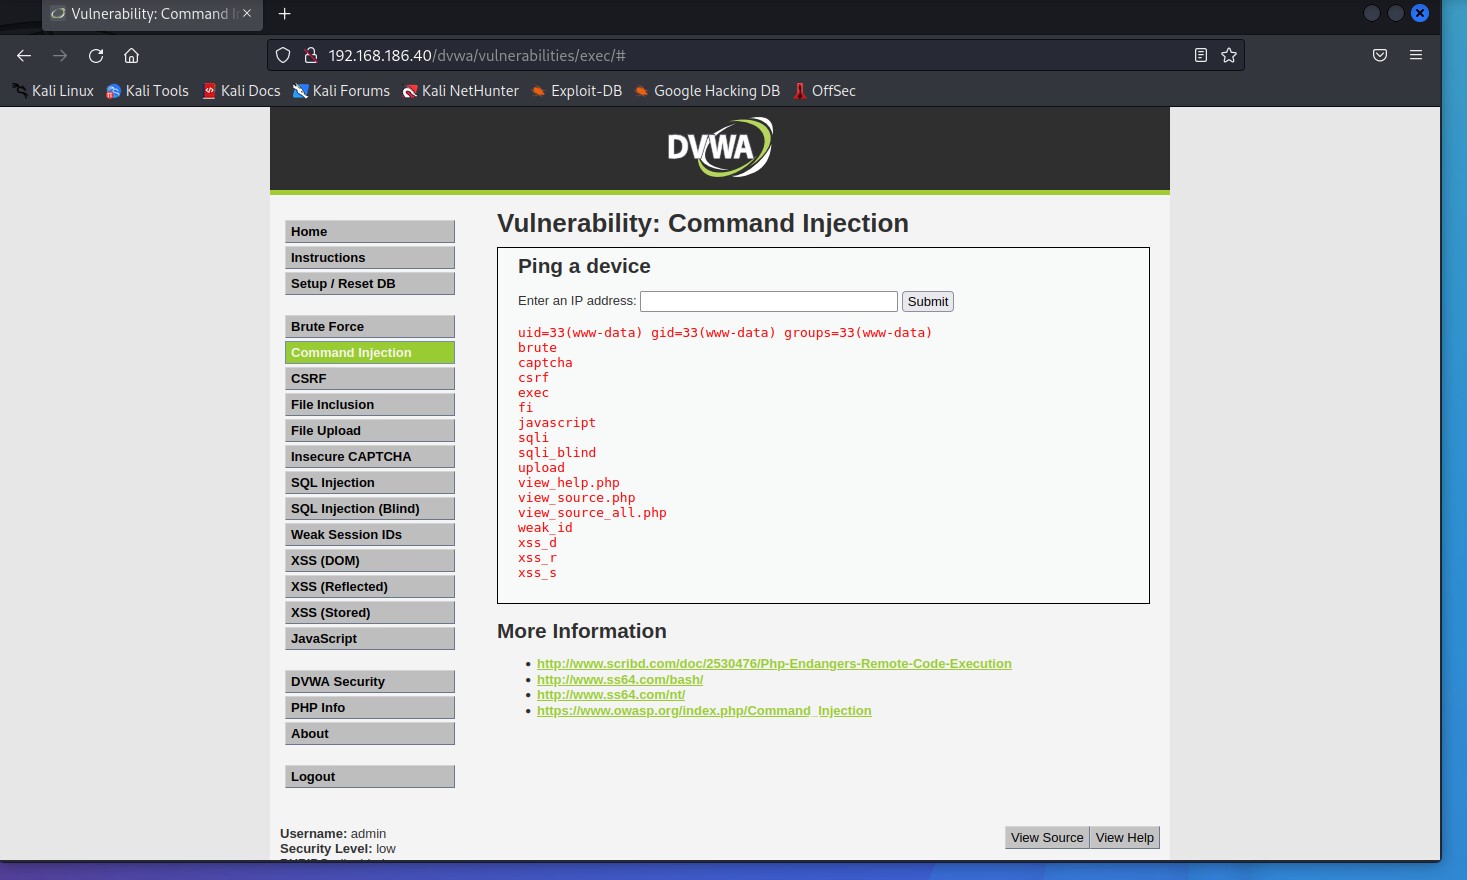 Vulnerability: Command I
192.168.186.40/dvwa/vulnerabilities/exec/#
Kali Linux Kali Tools Kali Docs Kali Forums Kali NetHunter Exploit-DB Google Hacking DB OffSec
DVWA
Home
Instructions
Setup / Reset DB
Brute Force
Command Injection
CSRF
File Inclusion
File Upload
Insecure CAPTCHA
SQL Injection
SQL Injection (Blind)
Weak Session IDs
XSS (DOM)
XSS (Reflected)
XSS (Stored)
JavaScript
DVWA Security
PHP Info
About
Logout
Vulnerability: Command Injection
Ping a device
Enter an IP address: Submit
uid=33(www-data) gid=33(www-data) groups=33(www-data)
brute
captcha
csrf
exec
fi
javascript
sqli
sqli_blind
upload
view_help.php
view_source.php
view_source_all.php
weak_id
xss_d
xss_r
xss_s
More Information
http://www.scribd.com/doc/2530476/Php-Endangers-Remote-Code-Execution
http://www.ss64.com/bash/
http://www.ss64.com/nt/
https://www.owasp.org/index.php/Command_Injection
Username: admin
Security Level: low
View Source View Help